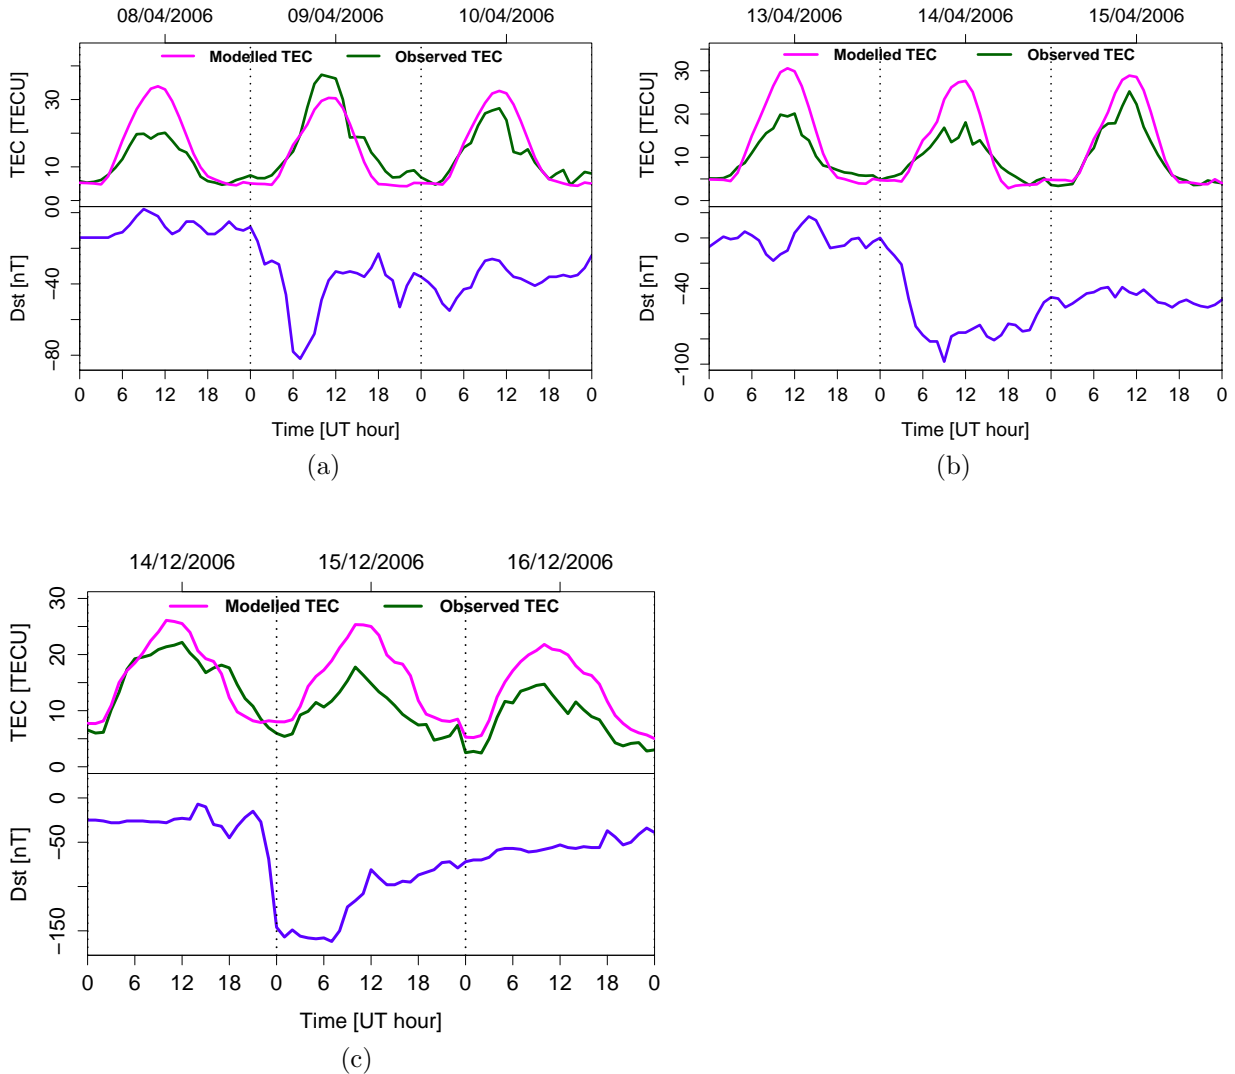 08/04/2006 09/04/2006 10/04/2006
Modelled TEC Observed TEC
TEC [TECU]
30
10
00
00
Dst [nT]
−40
−80
0 6 12 18 0 6 12 18 0 6 12 18 0
Time [UT hour]
(a)
13/04/2006 14/04/2006 15/04/2006
Modelled TEC Observed TEC
TEC [TECU]
30
20
10
0
Dst [nT]
0
−40
−100
0 6 12 18 0 6 12 18 0 6 12 18 0
Time [UT hour]
(b)
14/12/2006 15/12/2006 16/12/2006
Modelled TEC Observed TEC
TEC [TECU]
30
20
10
0
Dst [nT]
0
−50
−150
0 6 12 18 0 6 12 18 0 6 12 18 0
Time [UT hour]
(c)